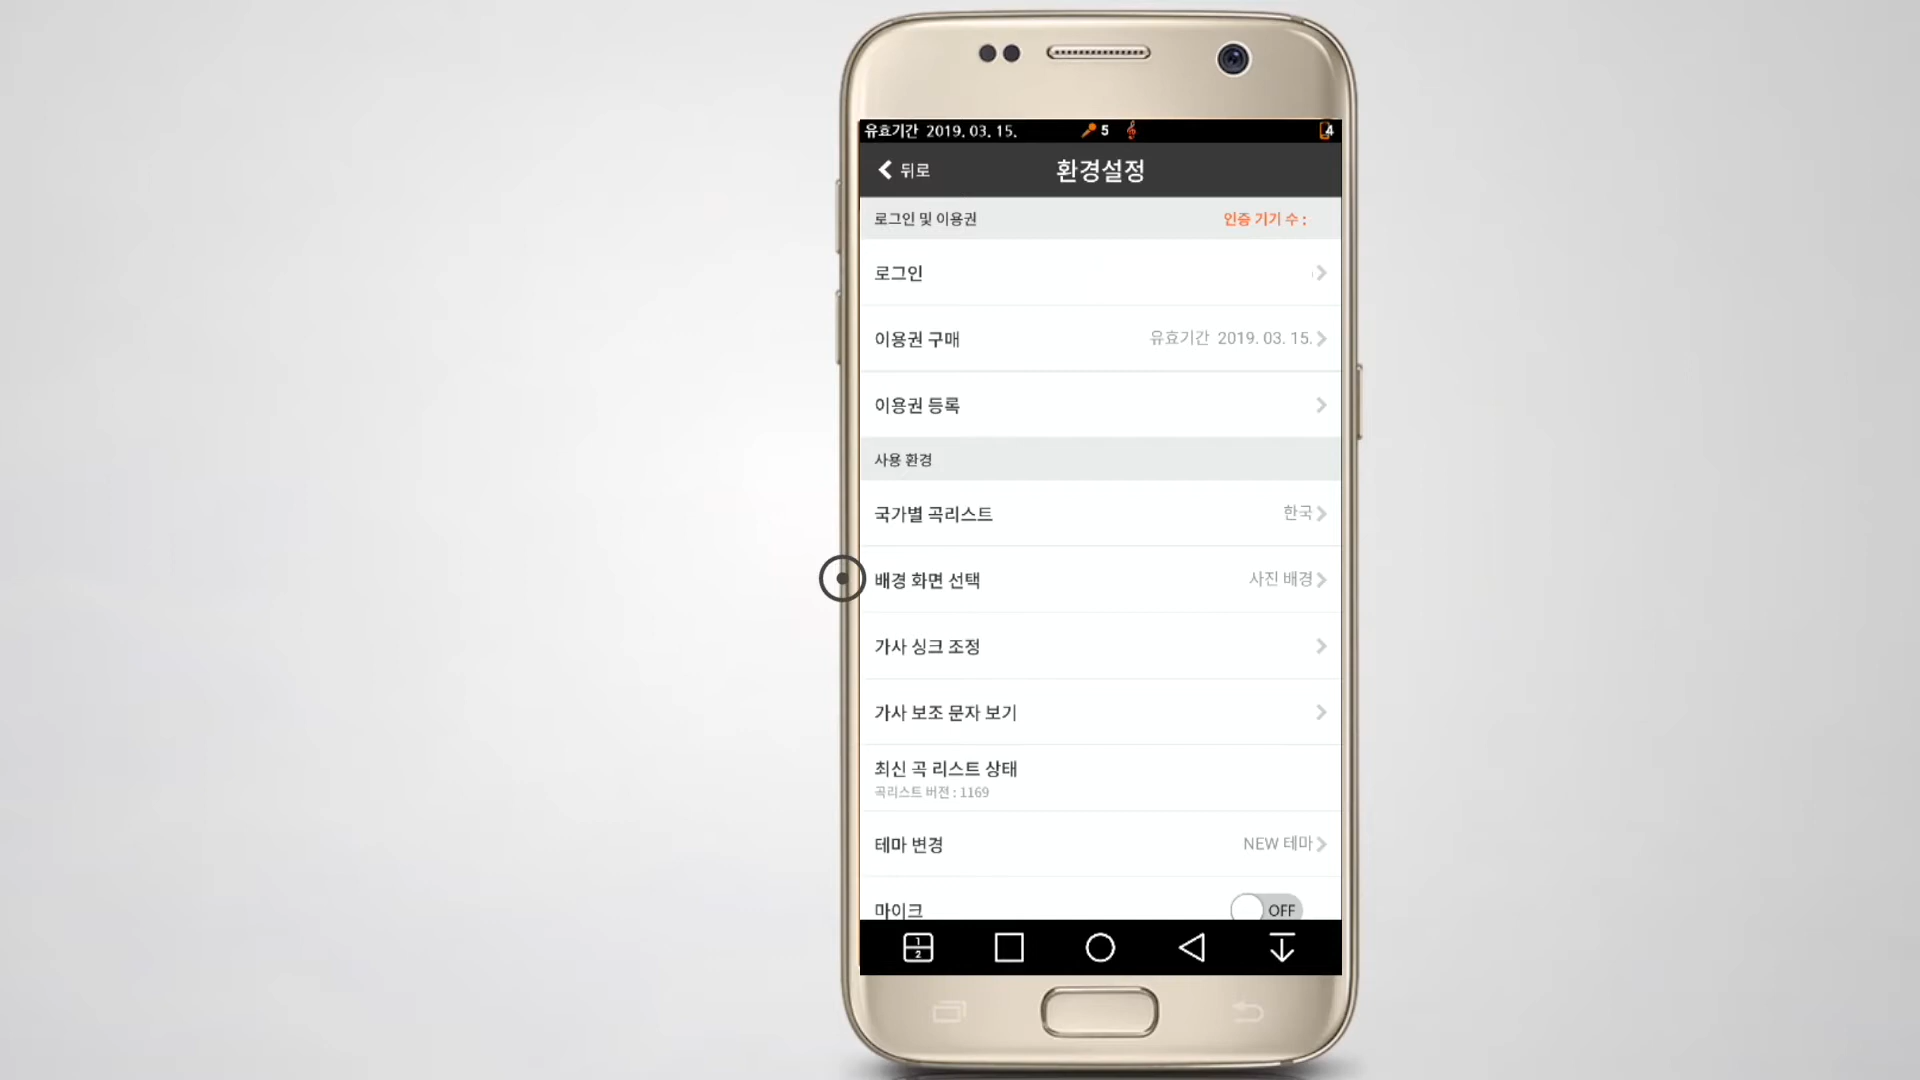 유효기간 2019. 03. 15. 5 4
뒤로 환경설정
로그인 및 이용권 인증 기기 수 :
로그인
이용권 구매 유효기간 2019. 03. 15.
이용권 등록
사용 환경
국가별 곡리스트 한국
배경 화면 선택 사진 배경
가사 싱크 조정
가사 보조 문자 보기
최신 곡 리스트 상태
곡리스트 버젼 : 1169
테마 변경 NEW 테마
마이크 OFF
1
2